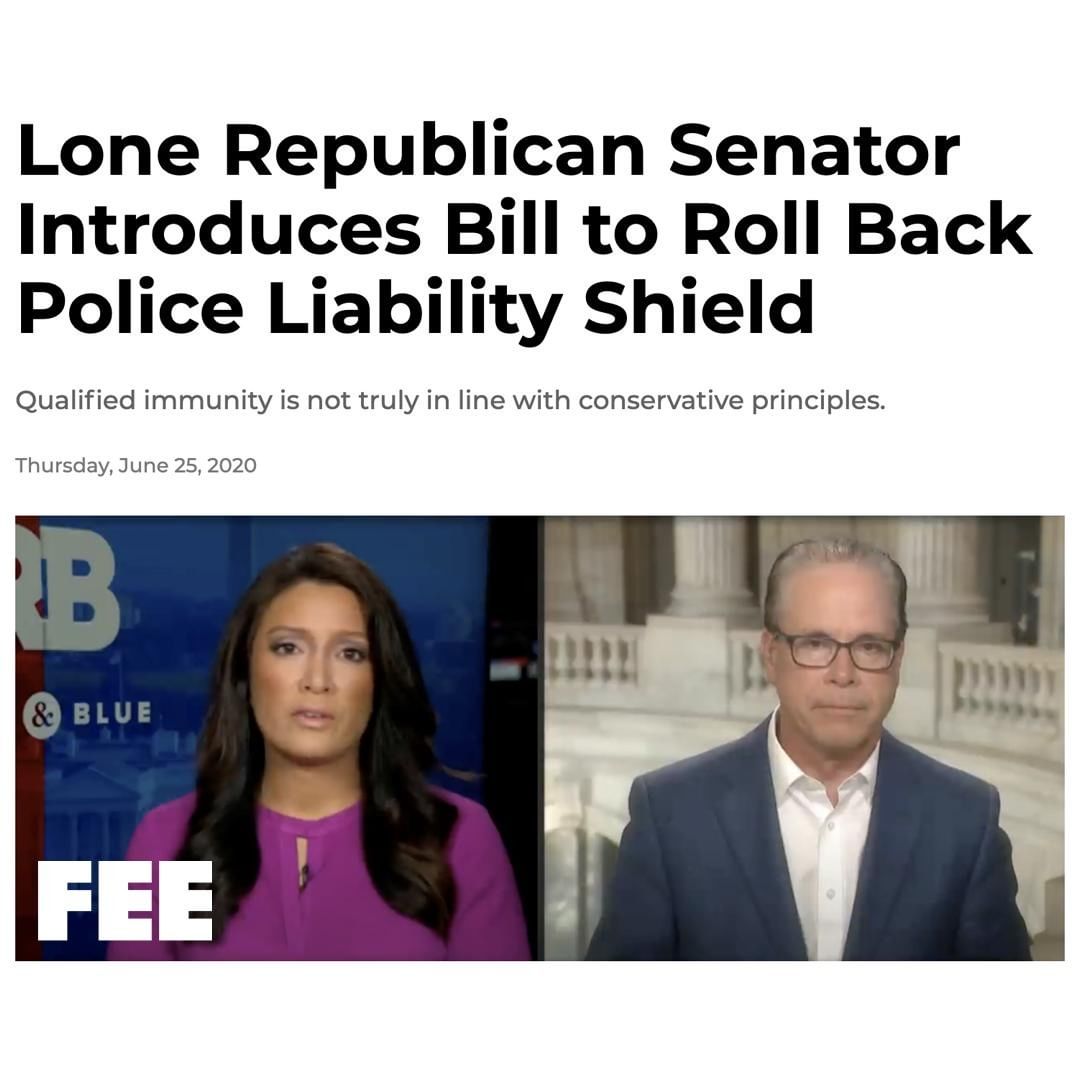 Lone Republican Senator
Introduces Bill to Roll Back
Police Liability Shield
Qualified immunity is not truly in line with conservative principles.
Thursday, June 25, 2020
RB
& BLUE
FEE